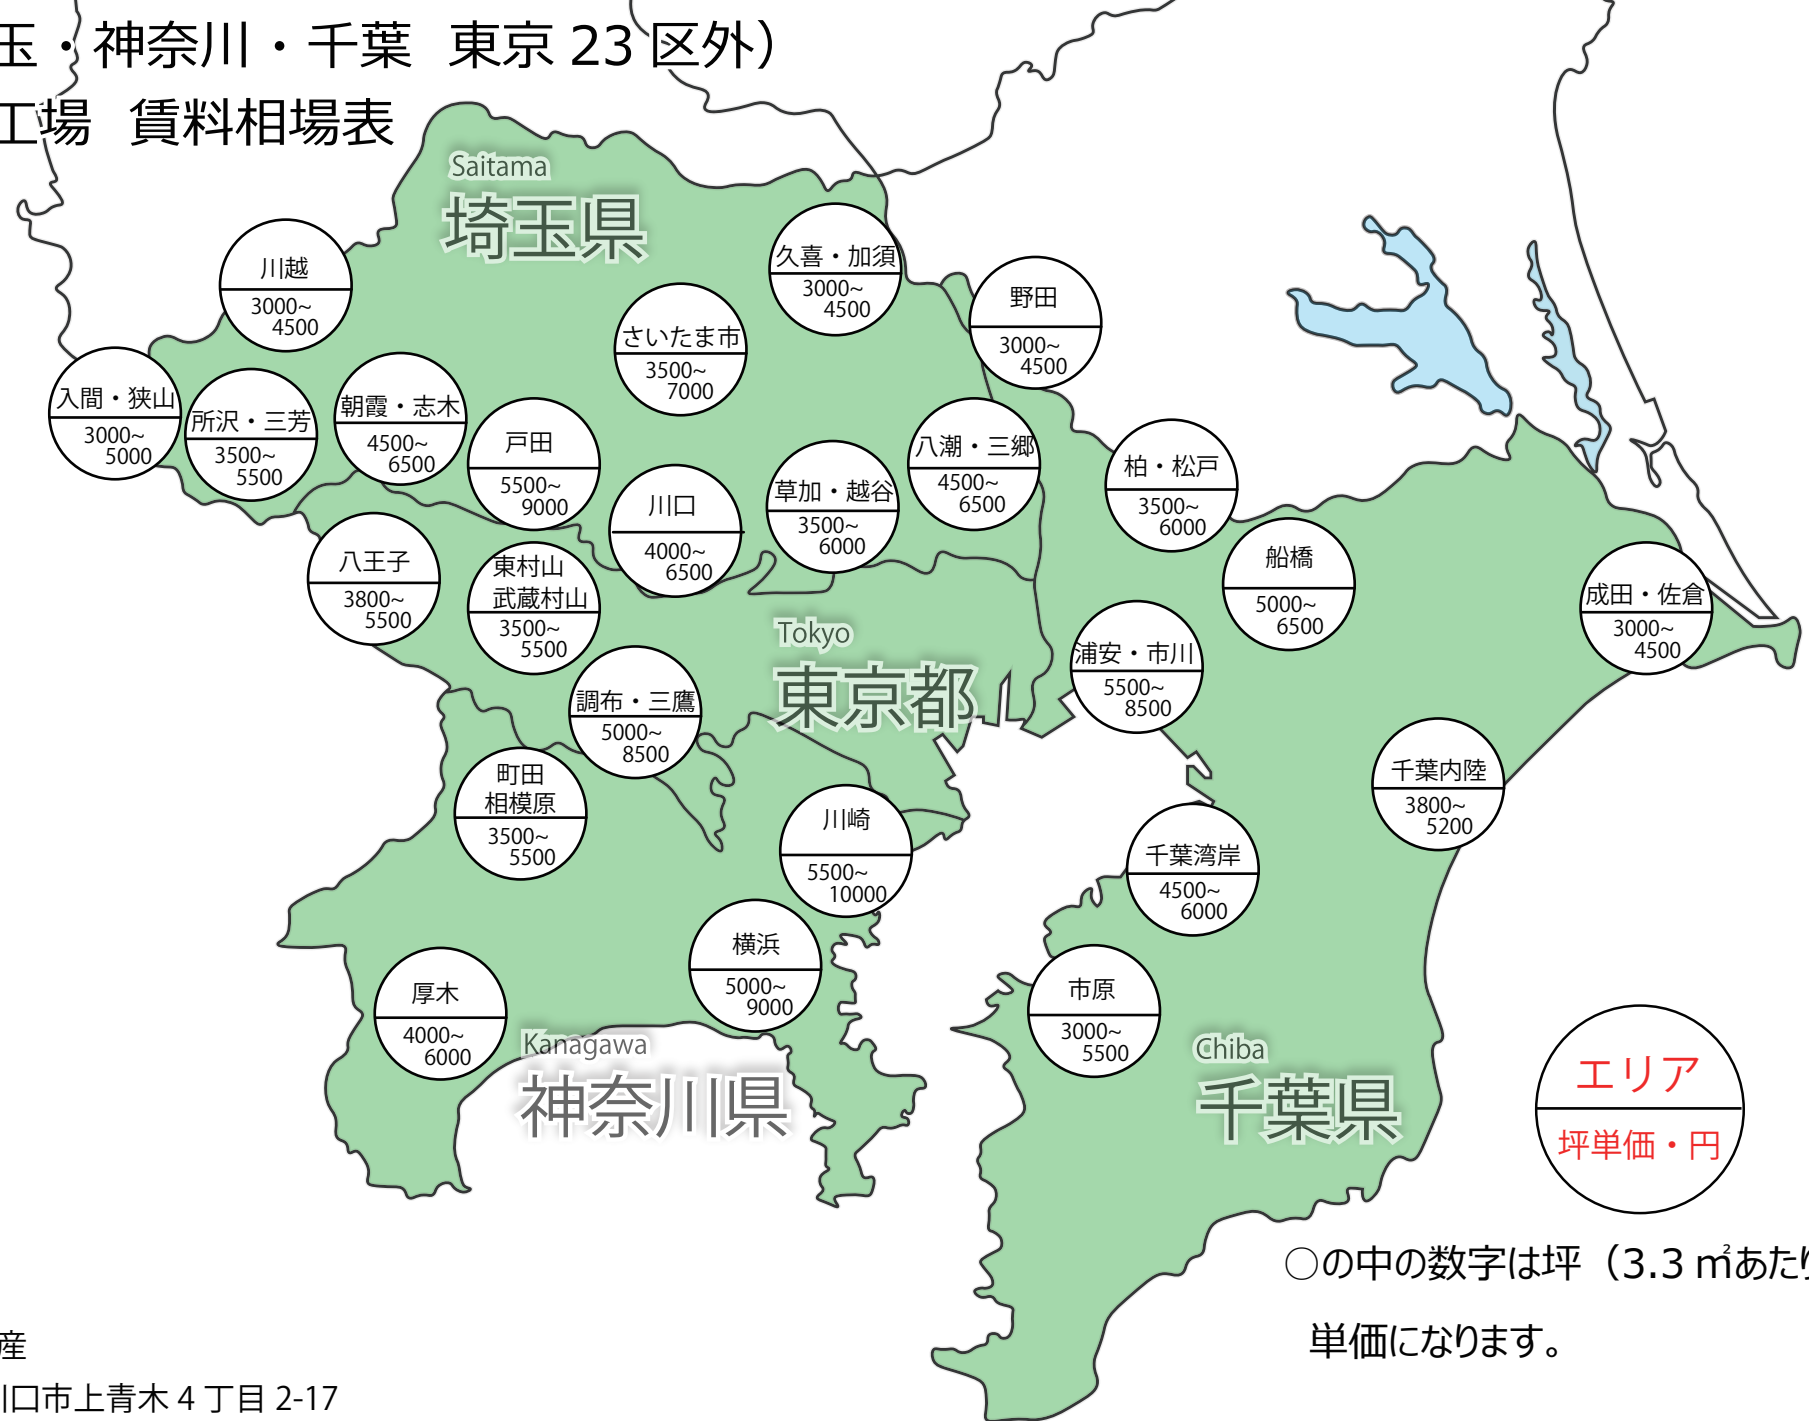 玉・神奈川・千葉 東京 23 区外）
工場 賃料相場表
Saitama
埼玉県
川越
3000~
4500
久喜・加須
3000~
4500
野田
3000~
4500
さいたま市
3500~
7000
入間・狭山
3000~
5000
所沢・三芳
3500~
5500
朝霞・志木
4500~
6500
戸田
5500~
9000
川口
4000~
6500
草加・越谷
3500~
6000
八潮・三郷
4500~
6500
柏・松戸
3500~
6000
船橋
5000~
6500
成田・佐倉
3000~
4500
八王子
3800~
5500
東村山
武蔵村山
3500~
5500
Tokyo
東京都
浦安・市川
5500~
8500
調布・三鷹
5000~
8500
町田
相模原
3500~
5500
川崎
5500~
10000
千葉内陸
3800~
5200
千葉湾岸
4500~
6000
横浜
5000~
9000
厚木
4000~
6000
市原
3000~
5500
Kanagawa
神奈川県
Chiba
千葉県
エリア
坪単価・円
○の中の数字は坪（3.3 ㎡あたり
単価になります。
産
川口市上青木 4 丁目 2-17